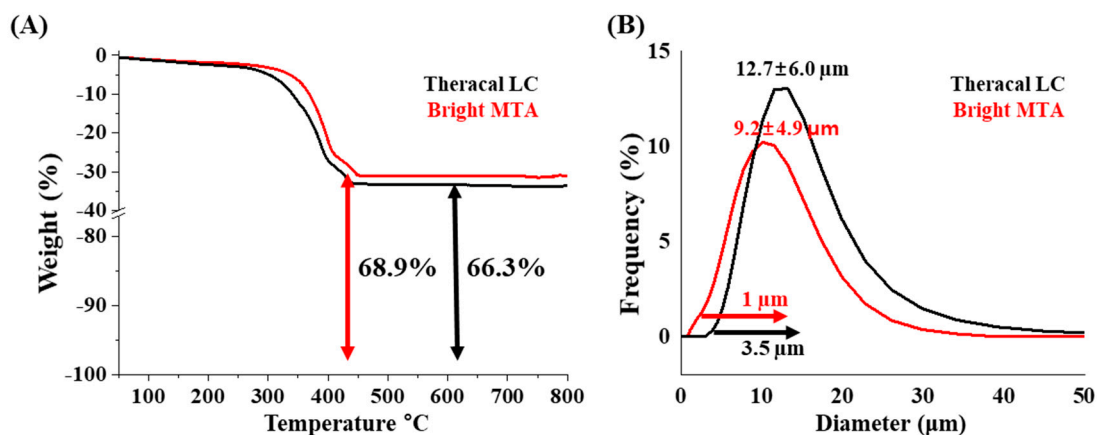 (A)
Theracal LC
Bright MTA
Weight (%)
0
-10
-20
-30
-40
-80
-90
-100
68.9%
66.3%
100
200
300
400
500
600
700
800
Temperature °C
(B)
12.7±6.0 μm
Theracal LC
9.2±4.9 μm
Bright MTA
Frequency (%)
15
10
5
0
1 μm
3.5 μm
0
10
20
30
40
50
Diameter (μm)